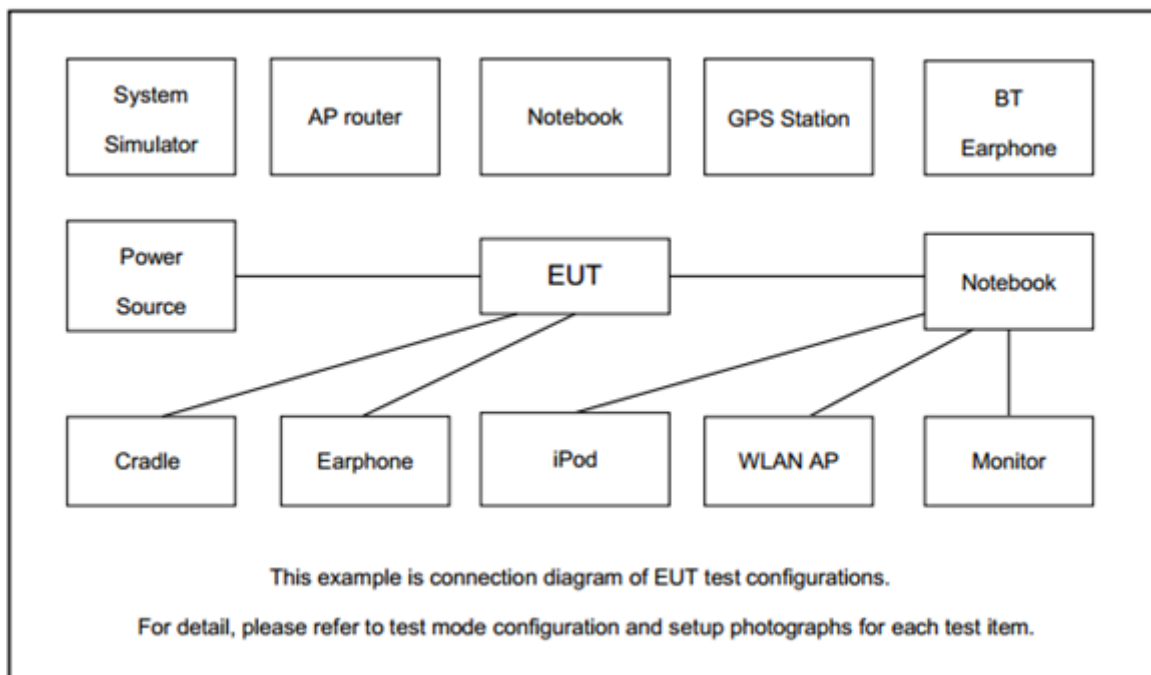 System
Simulator
AP router
Notebook
GPS Station
BT
Earphone
Power
Source
EUT
Notebook
Cradle
Earphone
iPod
WLAN AP
Monitor
This example is connection diagram of EUT test configurations.
For detail, please refer to test mode configuration and setup photographs for each test item.